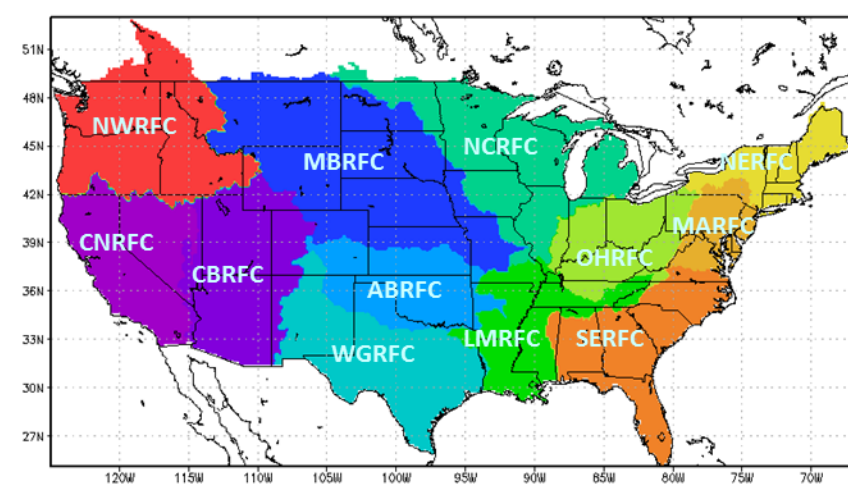 51N
48N
45N
42N
39N
36N
33N
30N
27N
NWRFC
MBRFC
NCRFC
NERFC
MARFC
CNRFC
CBRFC
OHRFC
ABRFC
WGRFC
LMRFC
SERFC
120W 115W 110W 105W 100W 95W 90W 85W 80W 75W 70W